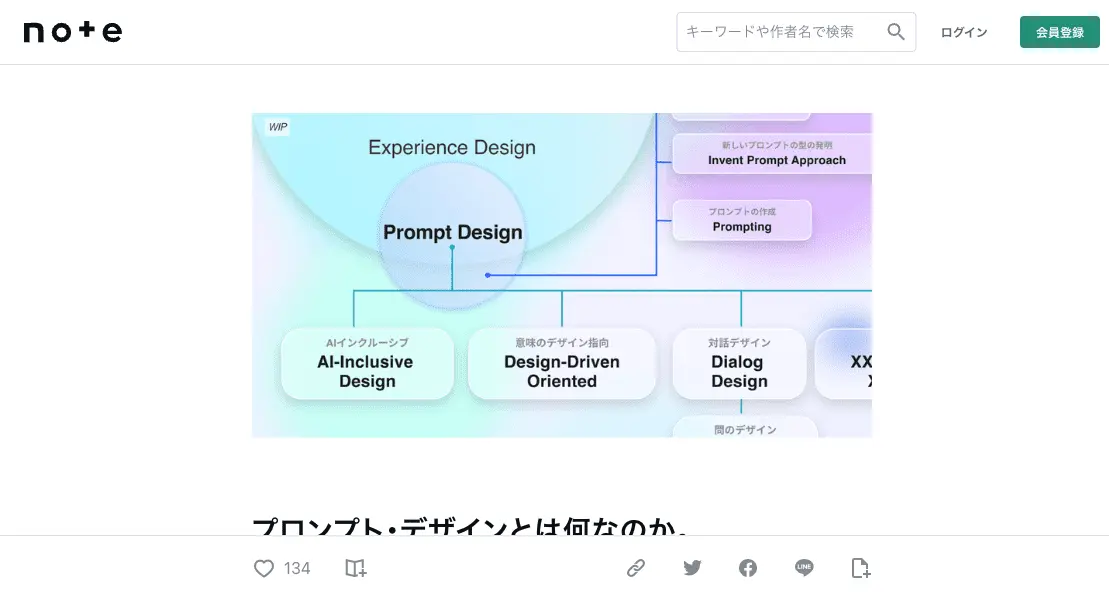 note
キーワードや作者名で検索
ログイン
会員登録
WIP
Experience Design
Prompt Design
新しいプロンプトの型の発明
Invent Prompt Approach
プロンプトの作成
Prompting
AIインクルーシブ
AI-Inclusive
Design
意味のデザイン指向
Design-Driven
Oriented
対話デザイン
Dialog
Design
XX
問のデザイン
プロンプト・デザインとは何なのか。
134
LINE